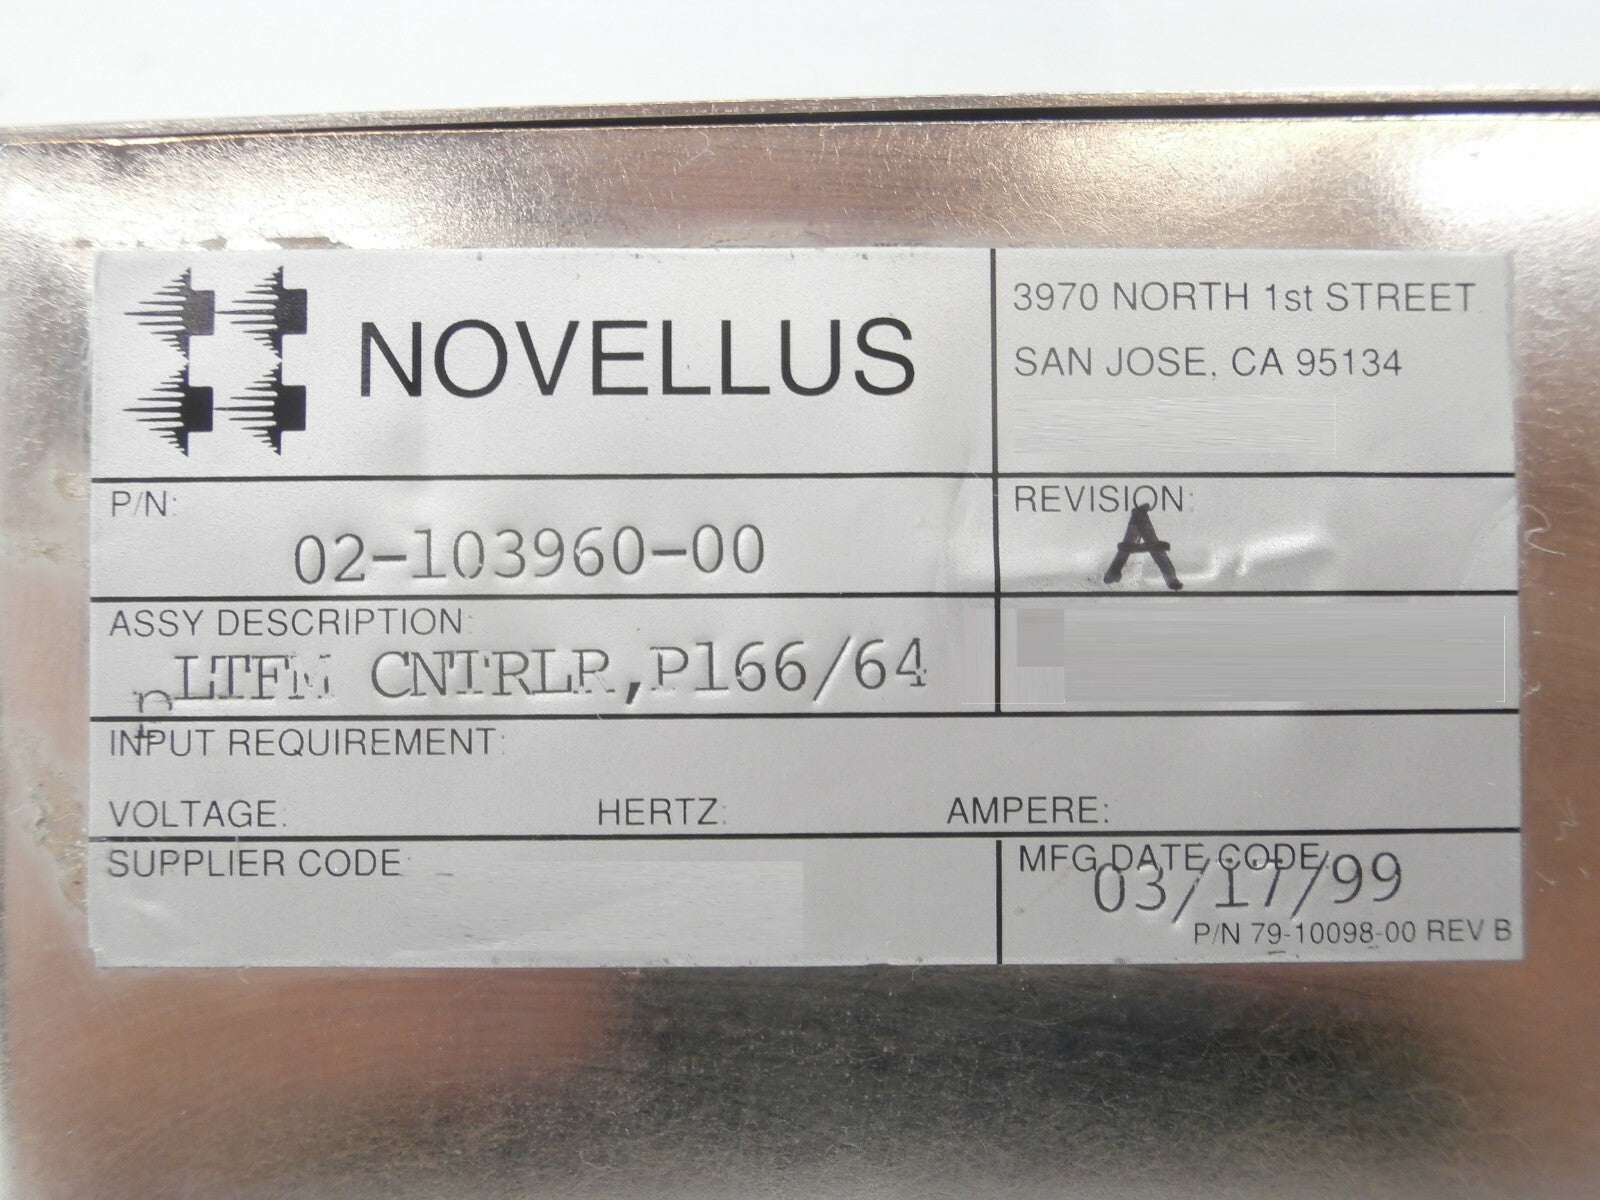 NOVELLUS
3970 NORTH 1st STREET
SAN JOSE, CA 95134
P/N:
02-103960-00
REVISION:
A
ASSY DESCRIPTION:
CNTRLR,P166/64
INPUT REQUIREMENT:
VOLTAGE: HERTZ: AMPERE:
SUPPLIER CODE
MFG DATE CODE
03/17/99
P/N 79-10098-00 REV B